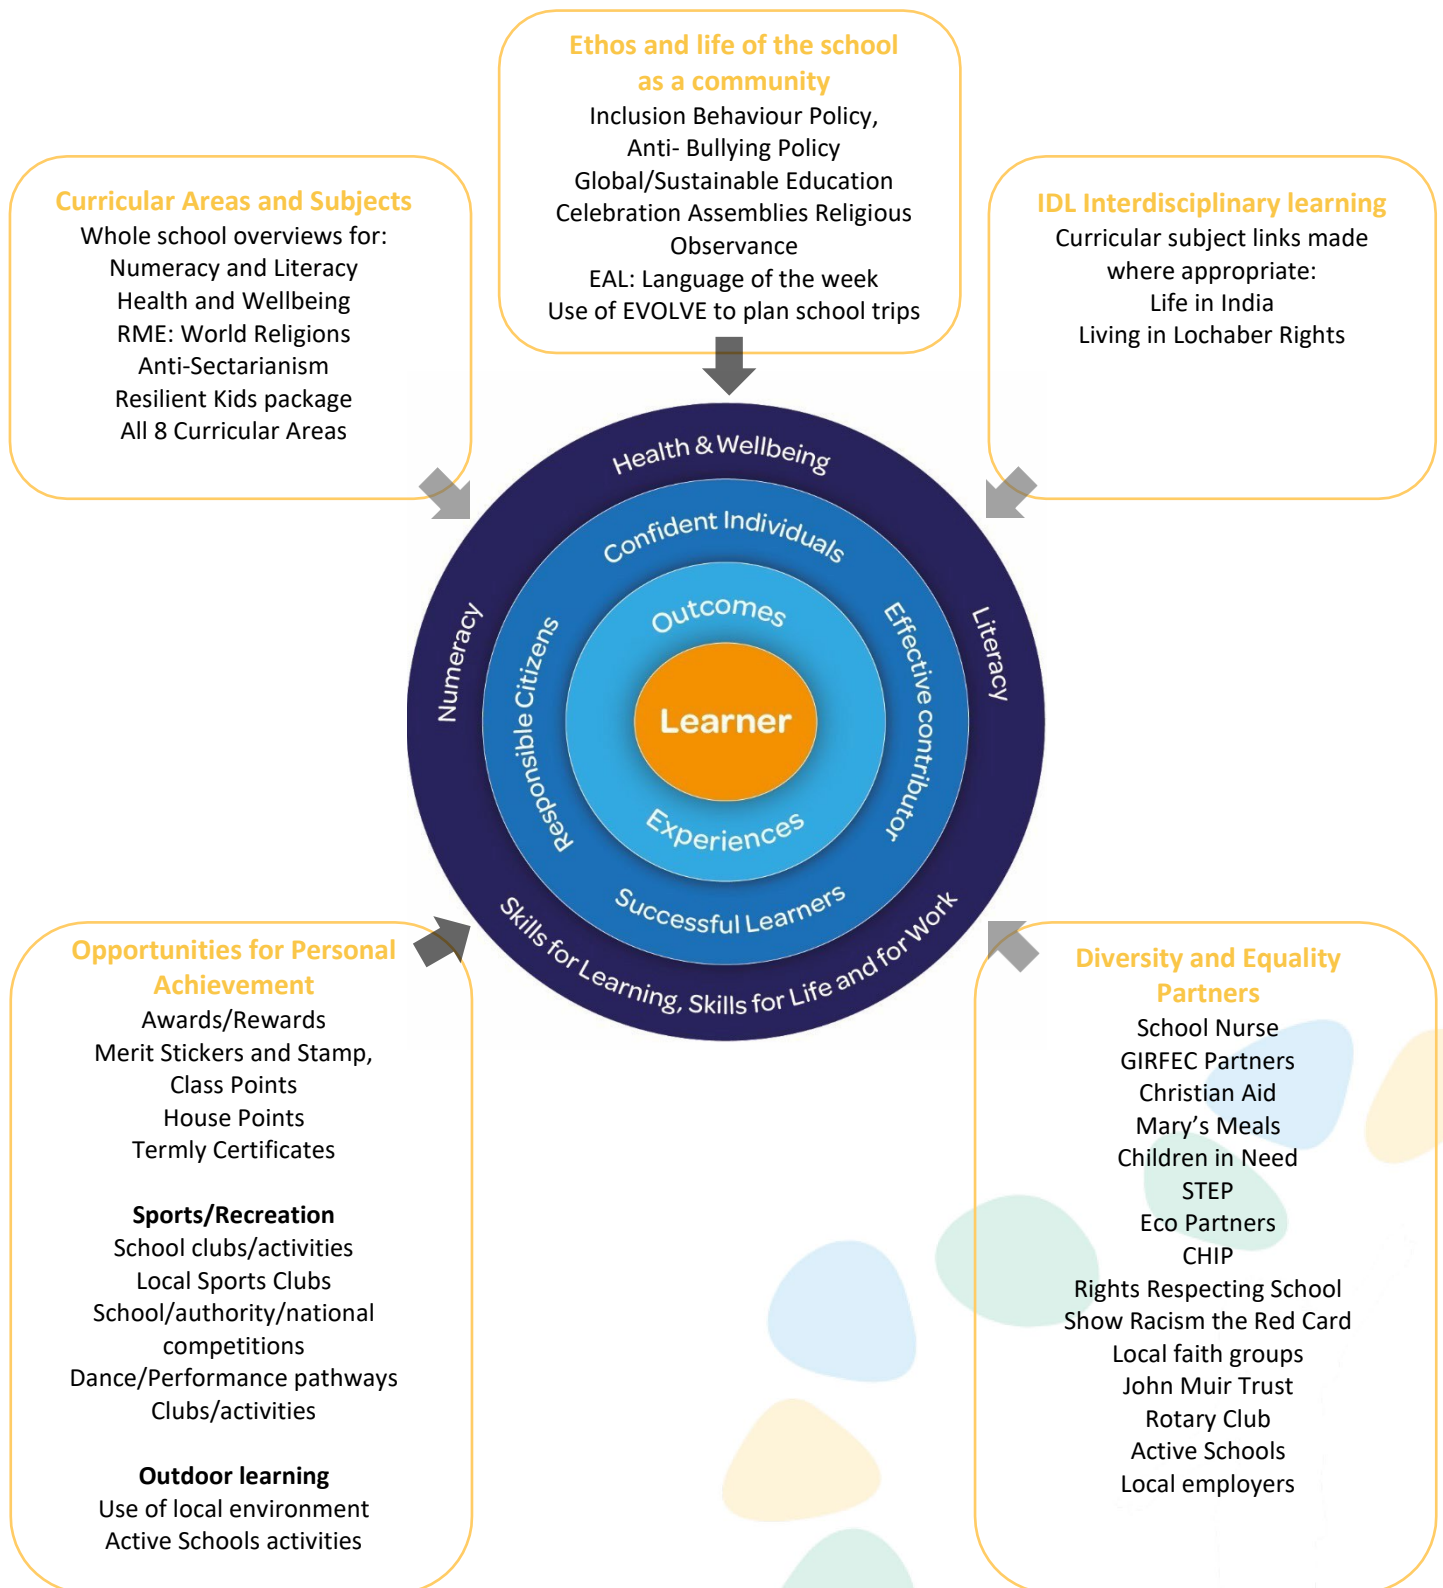 Ethos and life of the school
as a community
Inclusion Behaviour Policy,
Anti- Bullying Policy
Global/Sustainable Education
Celebration Assemblies Religious
Observance
EAL: Language of the week
Use of EVOLVE to plan school trips
Curricular Areas and Subjects
Whole school overviews for:
Numeracy and Literacy
Health and Wellbeing
RME: World Religions
Anti-Sectarianism
Resilient Kids package
All 8 Curricular Areas
IDL Interdisciplinary learning
Curricular subject links made
where appropriate:
Life in India
Living in Lochaber Rights
Health & Wellbeing
Numeracy
Literacy
Skills for Learning, Skills for Life and for Work
Confident Individuals
Responsible Citizens
Effective contributor
Successful Learners
Outcomes
Learner
Experiences
Opportunities for Personal
Achievement
Awards/Rewards
Merit Stickers and Stamp,
Class Points
House Points
Termly Certificates
Sports/Recreation
School clubs/activities
Local Sports Clubs
School/authority/national
competitions
Dance/Performance pathways
Clubs/activities
Outdoor learning
Use of local environment
Active Schools activities
Diversity and Equality
Partners
School Nurse
GIRFEC Partners
Christian Aid
Mary’s Meals
Children in Need
STEP
Eco Partners
CHIP
Rights Respecting School
Show Racism the Red Card
Local faith groups
John Muir Trust
Rotary Club
Active Schools
Local employers